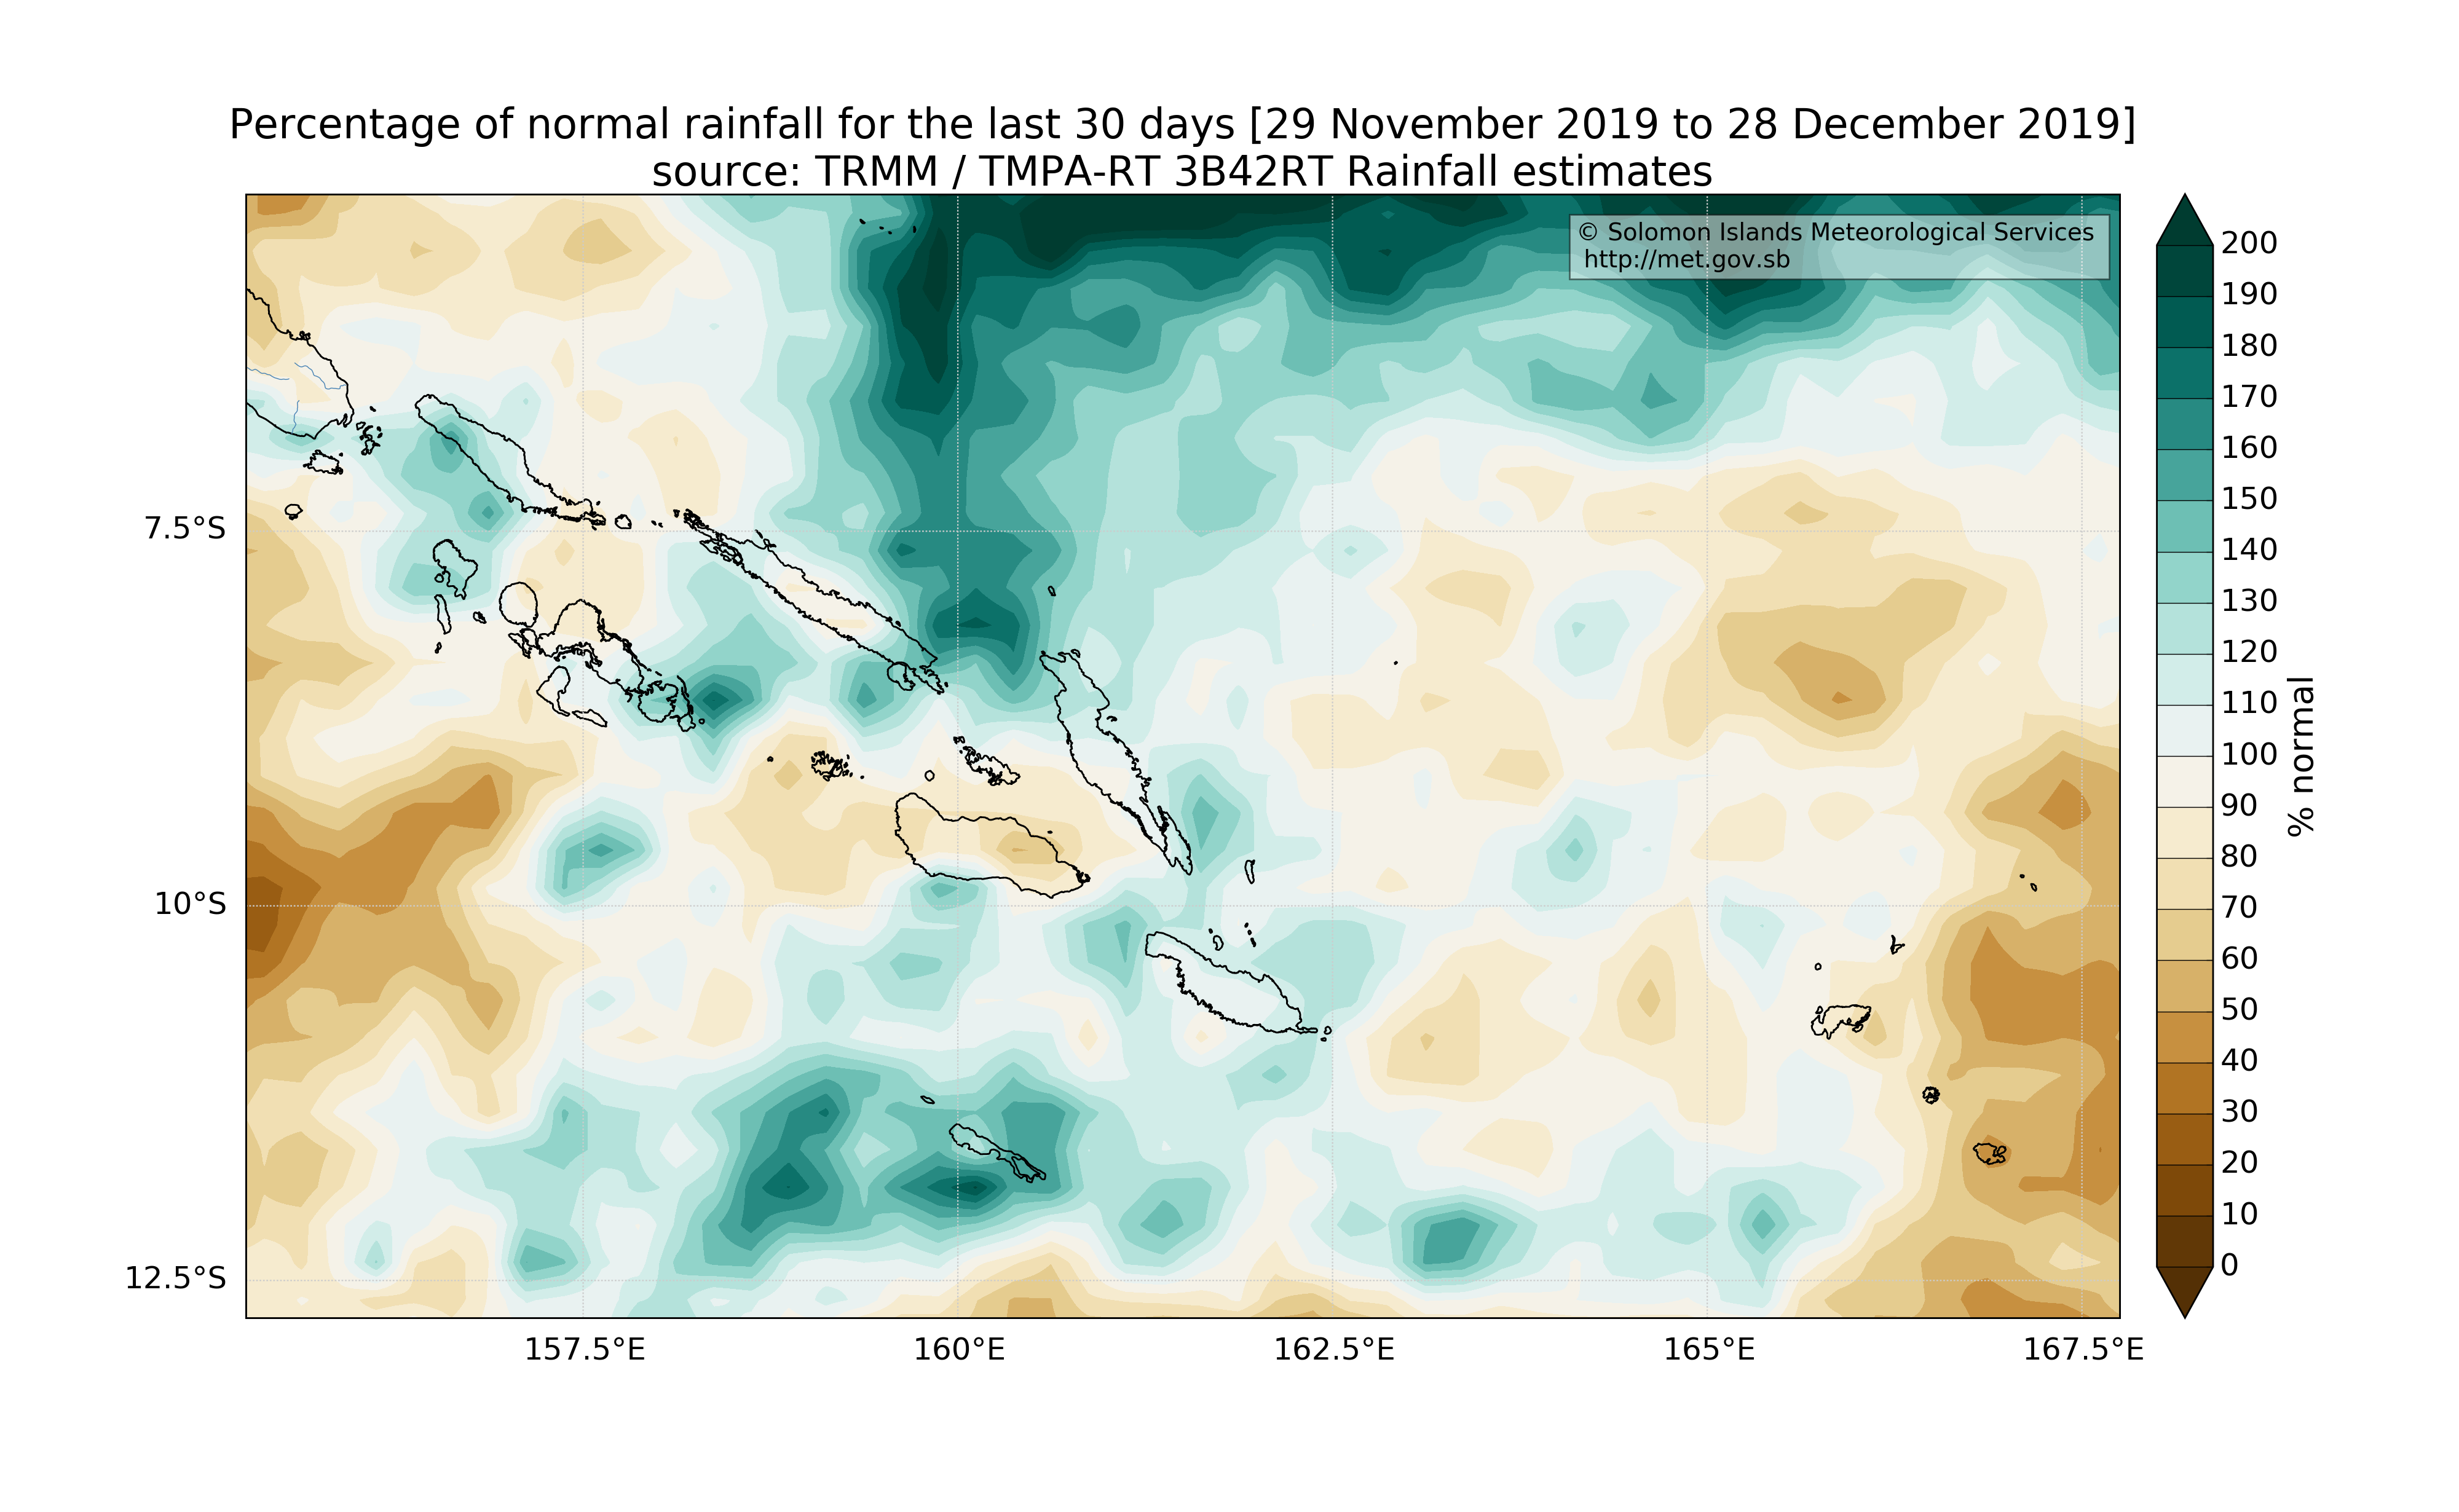 Percentage of normal rainfall for the last 30 days [29 November 2019 to 28 December 2019]
source: TRMM / TMPA-RT 3B42RT Rainfall estimates
© Solomon Islands Meteorological Services
http://met.gov.sb
7.5°S
10°S
12.5°S
157.5°E
160°E
162.5°E
165°E
167.5°E
200
190
180
170
160
150
140
130
120
110
100
90
80
70
60
50
40
30
20
10
0
% normal